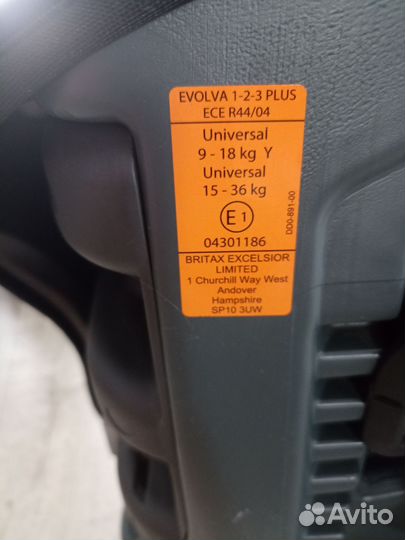 EVOLVA 1-2-3 PLUS
ECE R44/04
Universal
9 - 18 kg Y
Universal
15 - 36 kg
E 1
04301186
BRITAX EXCELSIOR
LIMITED
1 Churchill Way West
Andover
Hampshire
SP10 3UW
DD0-891-00
Avito